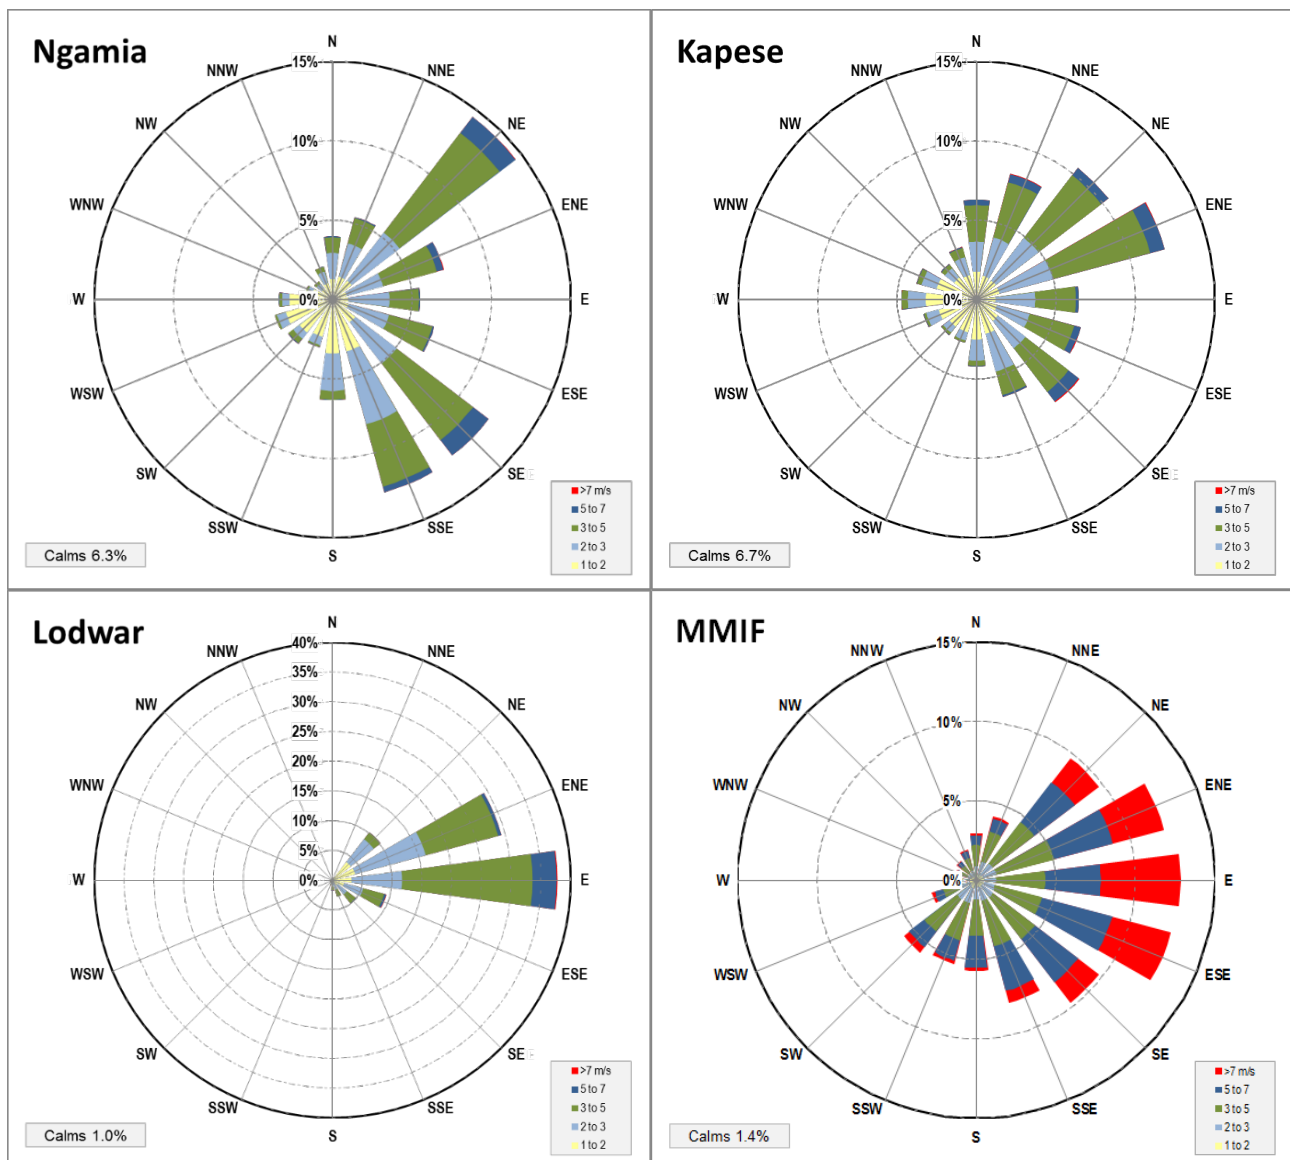 Ngamia
N
15%
NNW
NNE
NW
NE
10%
WNW
ENE
5%
W
0%
E
WSW
ESE
SW
SE
SSW
SSE
S
Calms 6.3%
>7 m/s
5 to 7
3 to 5
2 to 3
1 to 2
Kapese
N
15%
NNW
NNE
NW
NE
10%
WNW
ENE
5%
W
0%
E
WSW
ESE
SW
SE
SSW
SSE
S
Calms 6.7%
>7 m/s
5 to 7
3 to 5
2 to 3
1 to 2
Lodwar
N
40%
NNW
NNE
35%
NW
NE
30%
25%
20%
WNW
ENE
15%
10%
5%
W
0%
E
WSW
ESE
SW
SE
SSW
SSE
S
Calms 1.0%
>7 m/s
5 to 7
3 to 5
2 to 3
1 to 2
MMIF
N
15%
NNW
NNE
NW
NE
10%
WNW
ENE
5%
W
0%
E
WSW
ESE
SW
SE
SSW
SSE
S
Calms 1.4%
>7 m/s
5 to 7
3 to 5
2 to 3
1 to 2